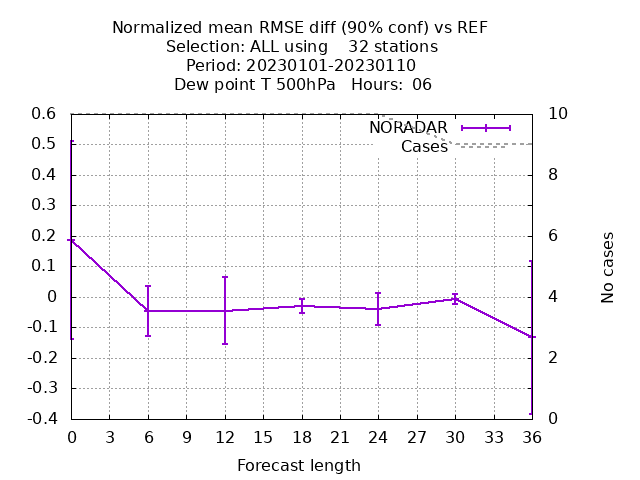 Normalized mean RMSE diff (90% conf) vs REF
Selection: ALL using    32 stations
Period: 20230101-20230110
Dew point T 500hPa   Hours: 06
NORADAR
Cases
0.6
0.5
0.4
0.3
0.2
0.1
0
-0.1
-0.2
-0.3
-0.4
10
8
6
4
2
0
No cases
0 3 6 9 12 15 18 21 24 27 30 33 36
Forecast length